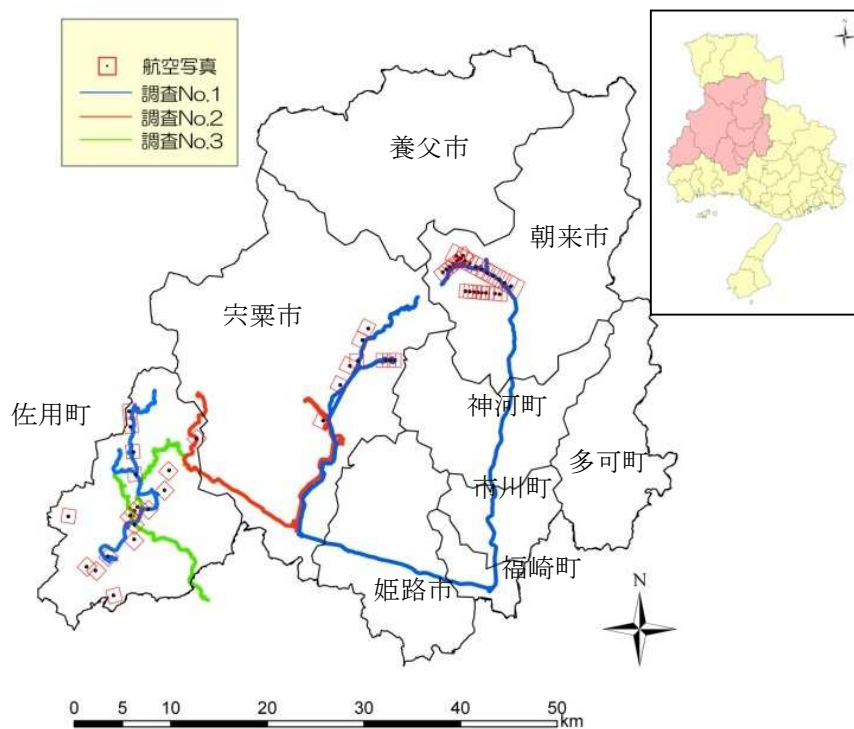 航空写真
調査No.1
調査No.2
調査No.3
養父市
朝来市
宍粟市
佐用町
神河町
多可町
市川町
福崎町
姫路市
N
0 5 10 20 30 40 50
km